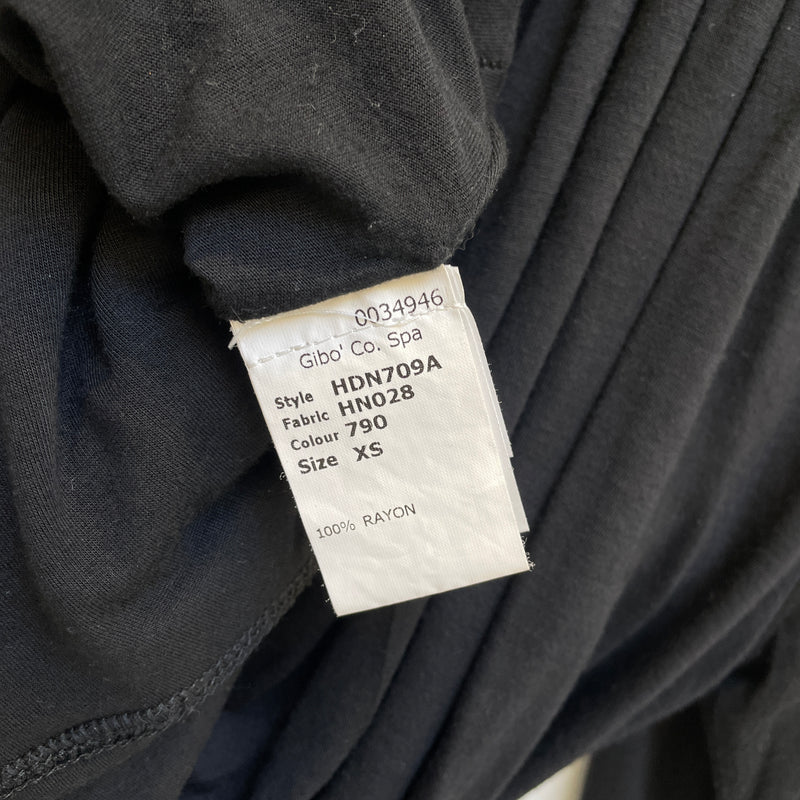 0034946
Gibo' Co. Spa
Style HDN709A
Fabric HN028
Colour 790
Size XS
100% RAYON